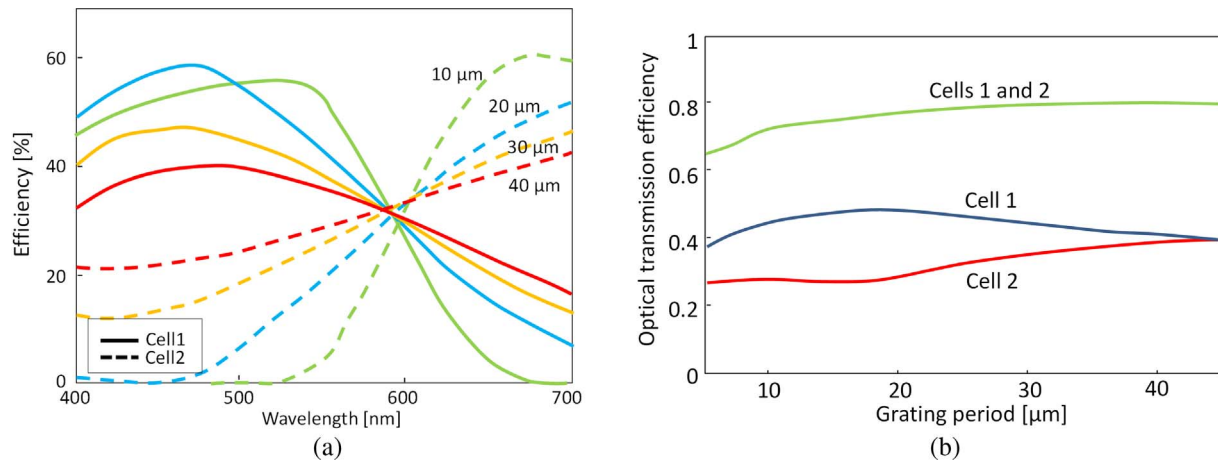 60
40
20
0
Efficiency [%]
10 µm
20 µm
30 µm
40 µm
Cell1
Cell2
400
500
600
700
Wavelength [nm]
(a)
1
0.8
0.6
0.4
0.2
0
Optical transmission efficiency
Cells 1 and 2
Cell 1
Cell 2
10
20
30
40
Grating period [µm]
(b)